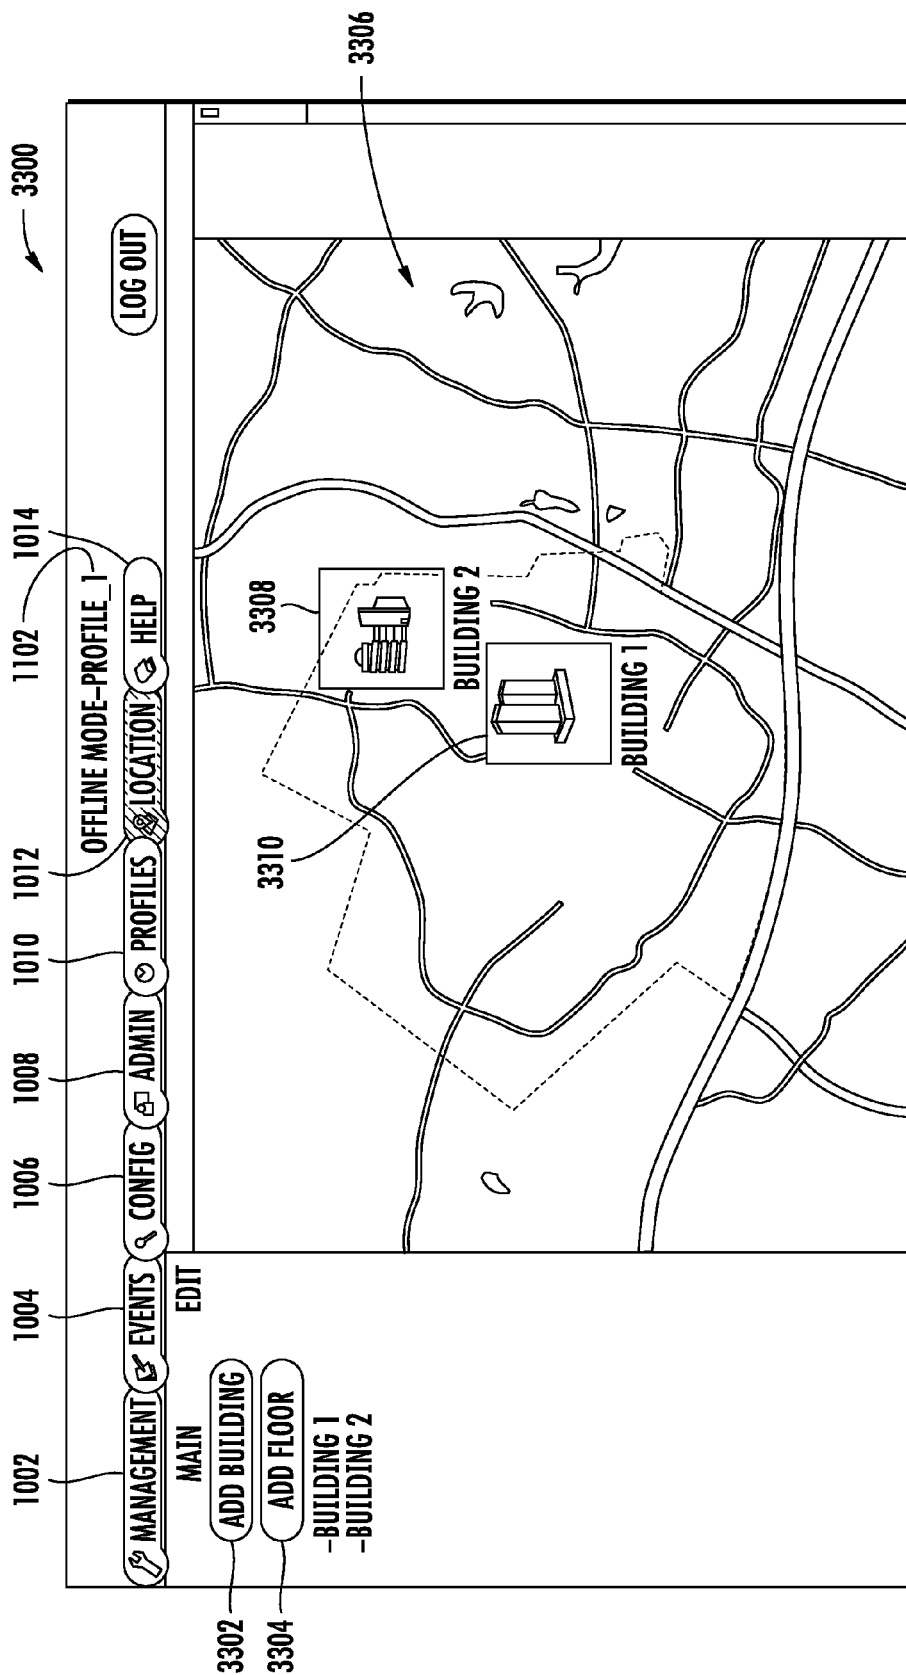 3300
1102
OFFLINE MODE-PROFILE_1
1002
1004
1006
1008
1010
1012
1014
MANAGEMENT
EVENTS
CONFIG
ADMIN
PROFILES
LOCATION
HELP
LOG OUT
MAIN
EDIT
3302
ADD BUILDING
3304
ADD FLOOR
-BUILDING 1
-BUILDING 2
3306
3308
BUILDING 2
3310
BUILDING 1